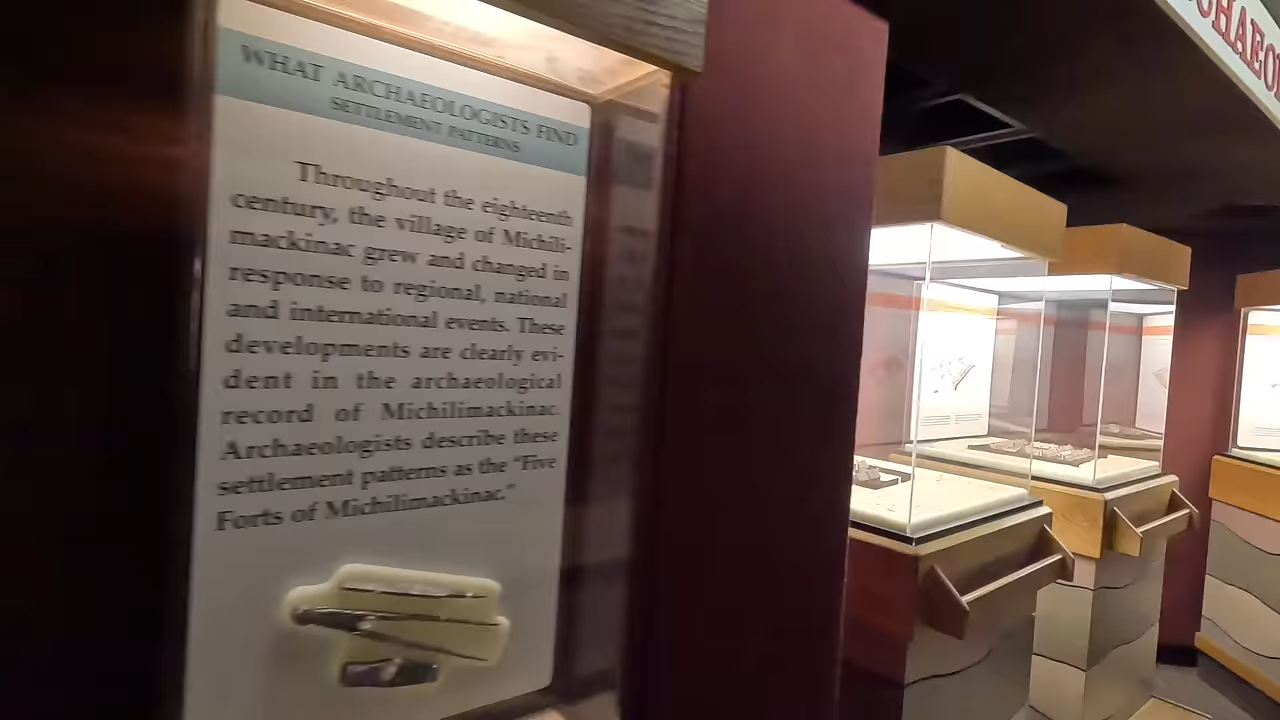 WHAT ARCHAEOLOGISTS FIND
SETTLEMENT PATTERNS
Throughout the eighteenth
century, the village of Michili-
mackinac grew and changed in
response to regional, national
and international events. These
developments are clearly evi-
dent in the archaeological
record of Michilimackinac.
Archaeologists describe these
settlement patterns as the "Five
Forts of Michilimackinac."